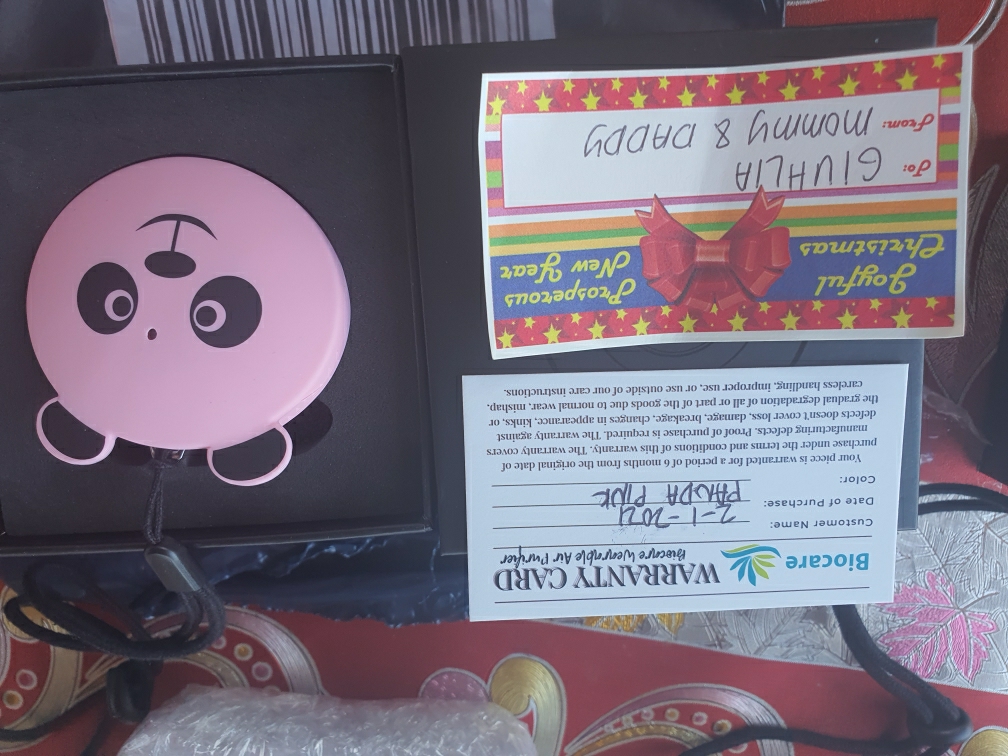 Biocare
WARRANTY CARD
Biocare Wearable Air Purifier
Customer Name:
Date of Purchase: 2-1-2021
Color: PANDA PINK
Your piece is warranted for a period of 6 months from the original date of
purchase under the terms and conditions of this warranty. The warranty covers
manufacturing defects. Proof of purchase is required. The warranty against
defects doesn't cover loss, damage, breakage, changes in appearance, kinks, or
the gradual degradation of all or part of the goods due to normal wear, mishap,
careless handling, improper use, or use outside of our care instructions.
Joyful
Christmas
Prosperous
New Year
To: GIUHLIA
From: MOMMY & DADDY